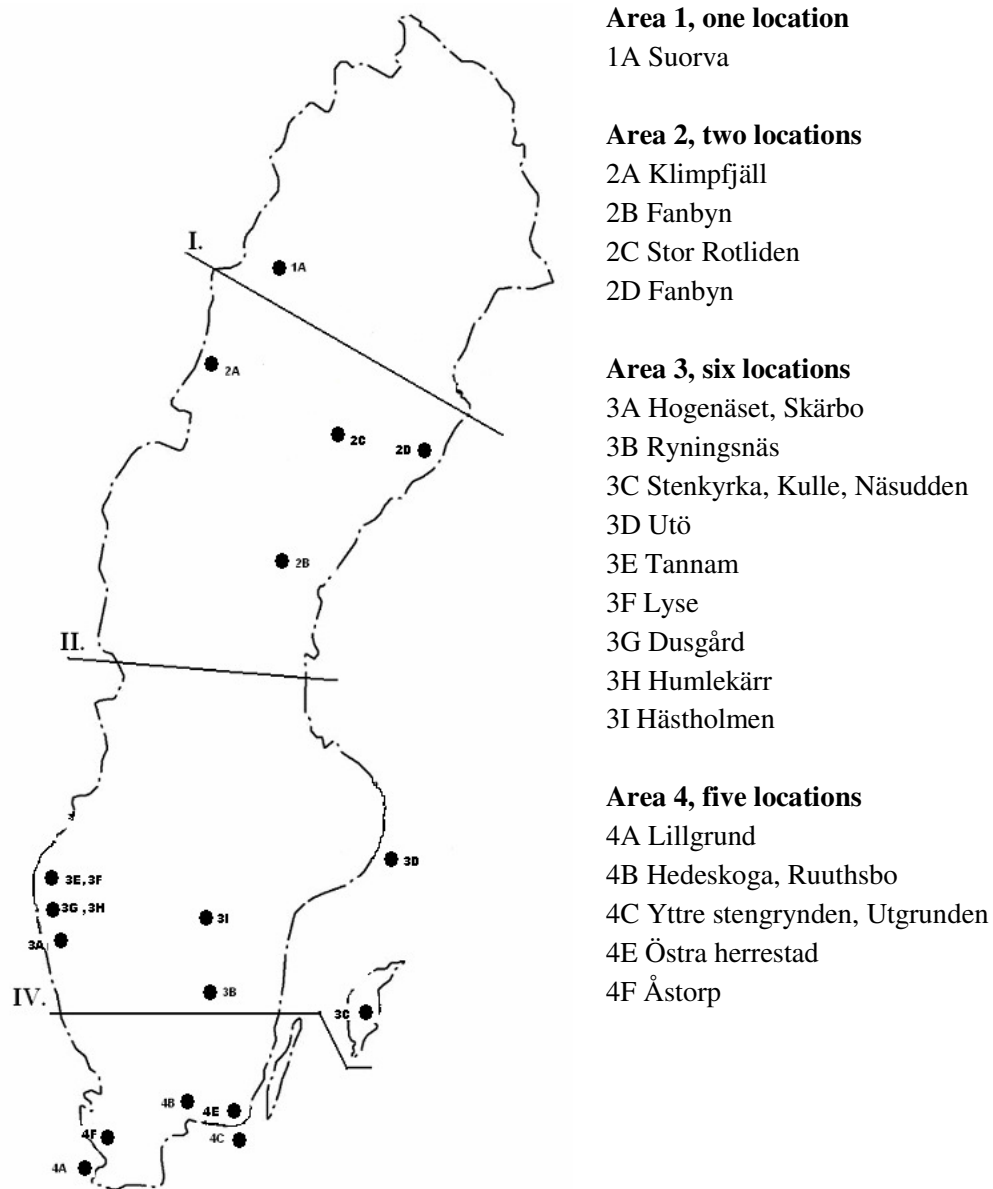 Area 1, one location
1A Suorva
Area 2, two locations
2A Klimpfjäll
2B Fanbyn
2C Stor Rotliden
2D Fanbyn
Area 3, six locations
3A Hogenäset, Skärbo
3B Ryningsnäs
3C Stenkyrka, Kulle, Näsudden
3D Utö
3E Tannam
3F Lyse
3G Dusgård
3H Humlekärr
3I Hästholmen
Area 4, five locations
4A Lillgrund
4B Hedeskoga, Ruuthsbo
4C Yttre stengrynden, Utgrunden
4E Östra herrestad
4F Åstorp
I.
1A
2A
2C
2D
2B
II.
3D
3E,3F
3G ,3H
3I
3A
3B
IV.
3C
4B
4E
4F
4C
4A